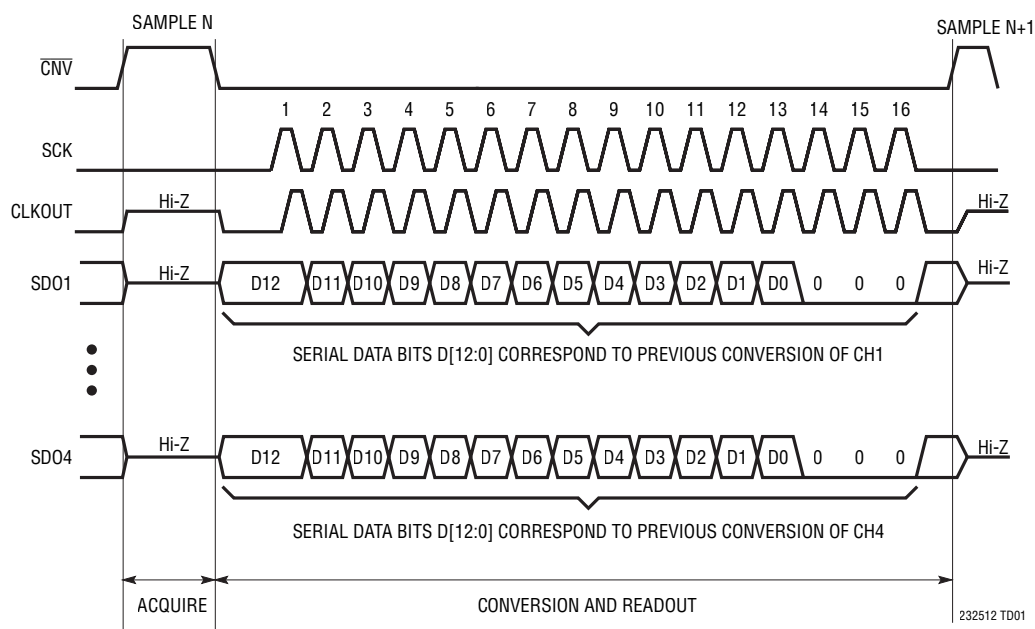 SAMPLE N
SAMPLE N+1
CNV
1 2 3 4 5 6 7 8 9 10 11 12 13 14 15 16
SCK
CLKOUT Hi-Z Hi-Z
SDO1 Hi-Z D12 D11 D10 D9 D8 D7 D6 D5 D4 D3 D2 D1 D0 0 0 0 Hi-Z
SERIAL DATA BITS D[12:0] CORRESPOND TO PREVIOUS CONVERSION OF CH1
SDO4 Hi-Z D12 D11 D10 D9 D8 D7 D6 D5 D4 D3 D2 D1 D0 0 0 0 Hi-Z
SERIAL DATA BITS D[12:0] CORRESPOND TO PREVIOUS CONVERSION OF CH4
ACQUIRE CONVERSION AND READOUT
232512 TD01